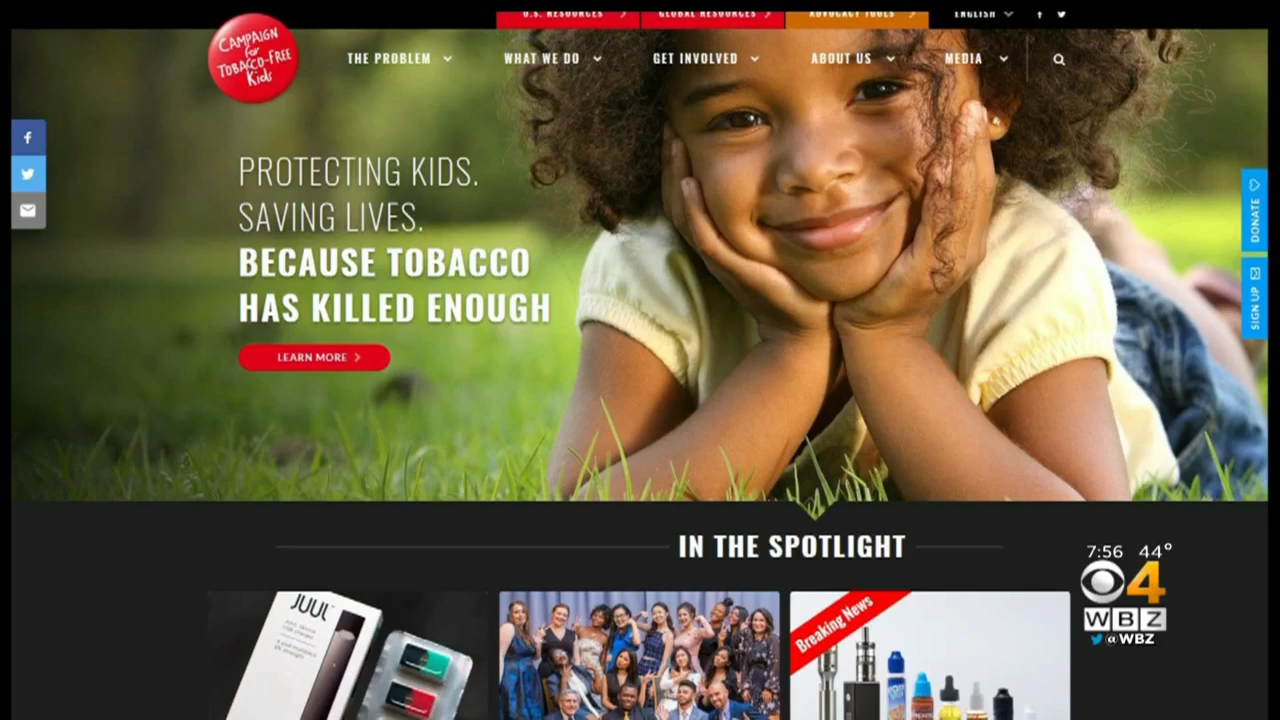 U.S. RESOURCES
GLOBAL RESOURCES
ADVOCACY TOOLS
ENGLISH
CAMPAIGN
for
TOBACCO-FREE
Kids
THE PROBLEM
WHAT WE DO
GET INVOLVED
ABOUT US
MEDIA
PROTECTING KIDS.
SAVING LIVES.
BECAUSE TOBACCO
HAS KILLED ENOUGH
LEARN MORE
DONATE
SIGN UP
IN THE SPOTLIGHT
7:56 44°
4
WBZ
@WBZ
JUUL
Breaking News